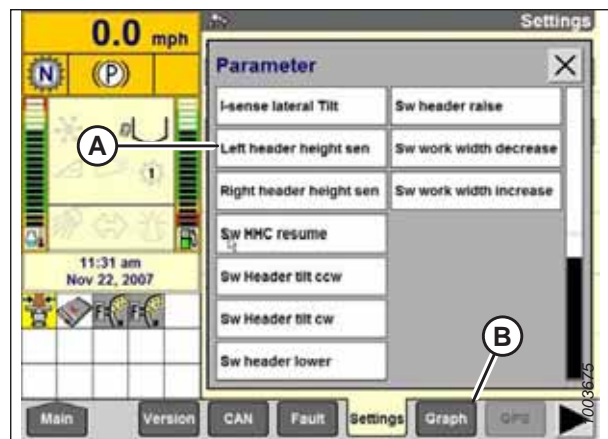 0.0 mph
Settings
N (P)
Parameter
I-sense lateral Tilt
Sw header raise
A
Left header height sen
Sw work width decrease
1
Right header height sen
Sw work width increase
Sw HHC resume
11:31 am
Nov 22, 2007
Sw Header tilt ccw
F F
Sw Header tilt cw
B
Sw header lower
1003675
Main
Version
CAN
Fault
Settings
Graph
GPS